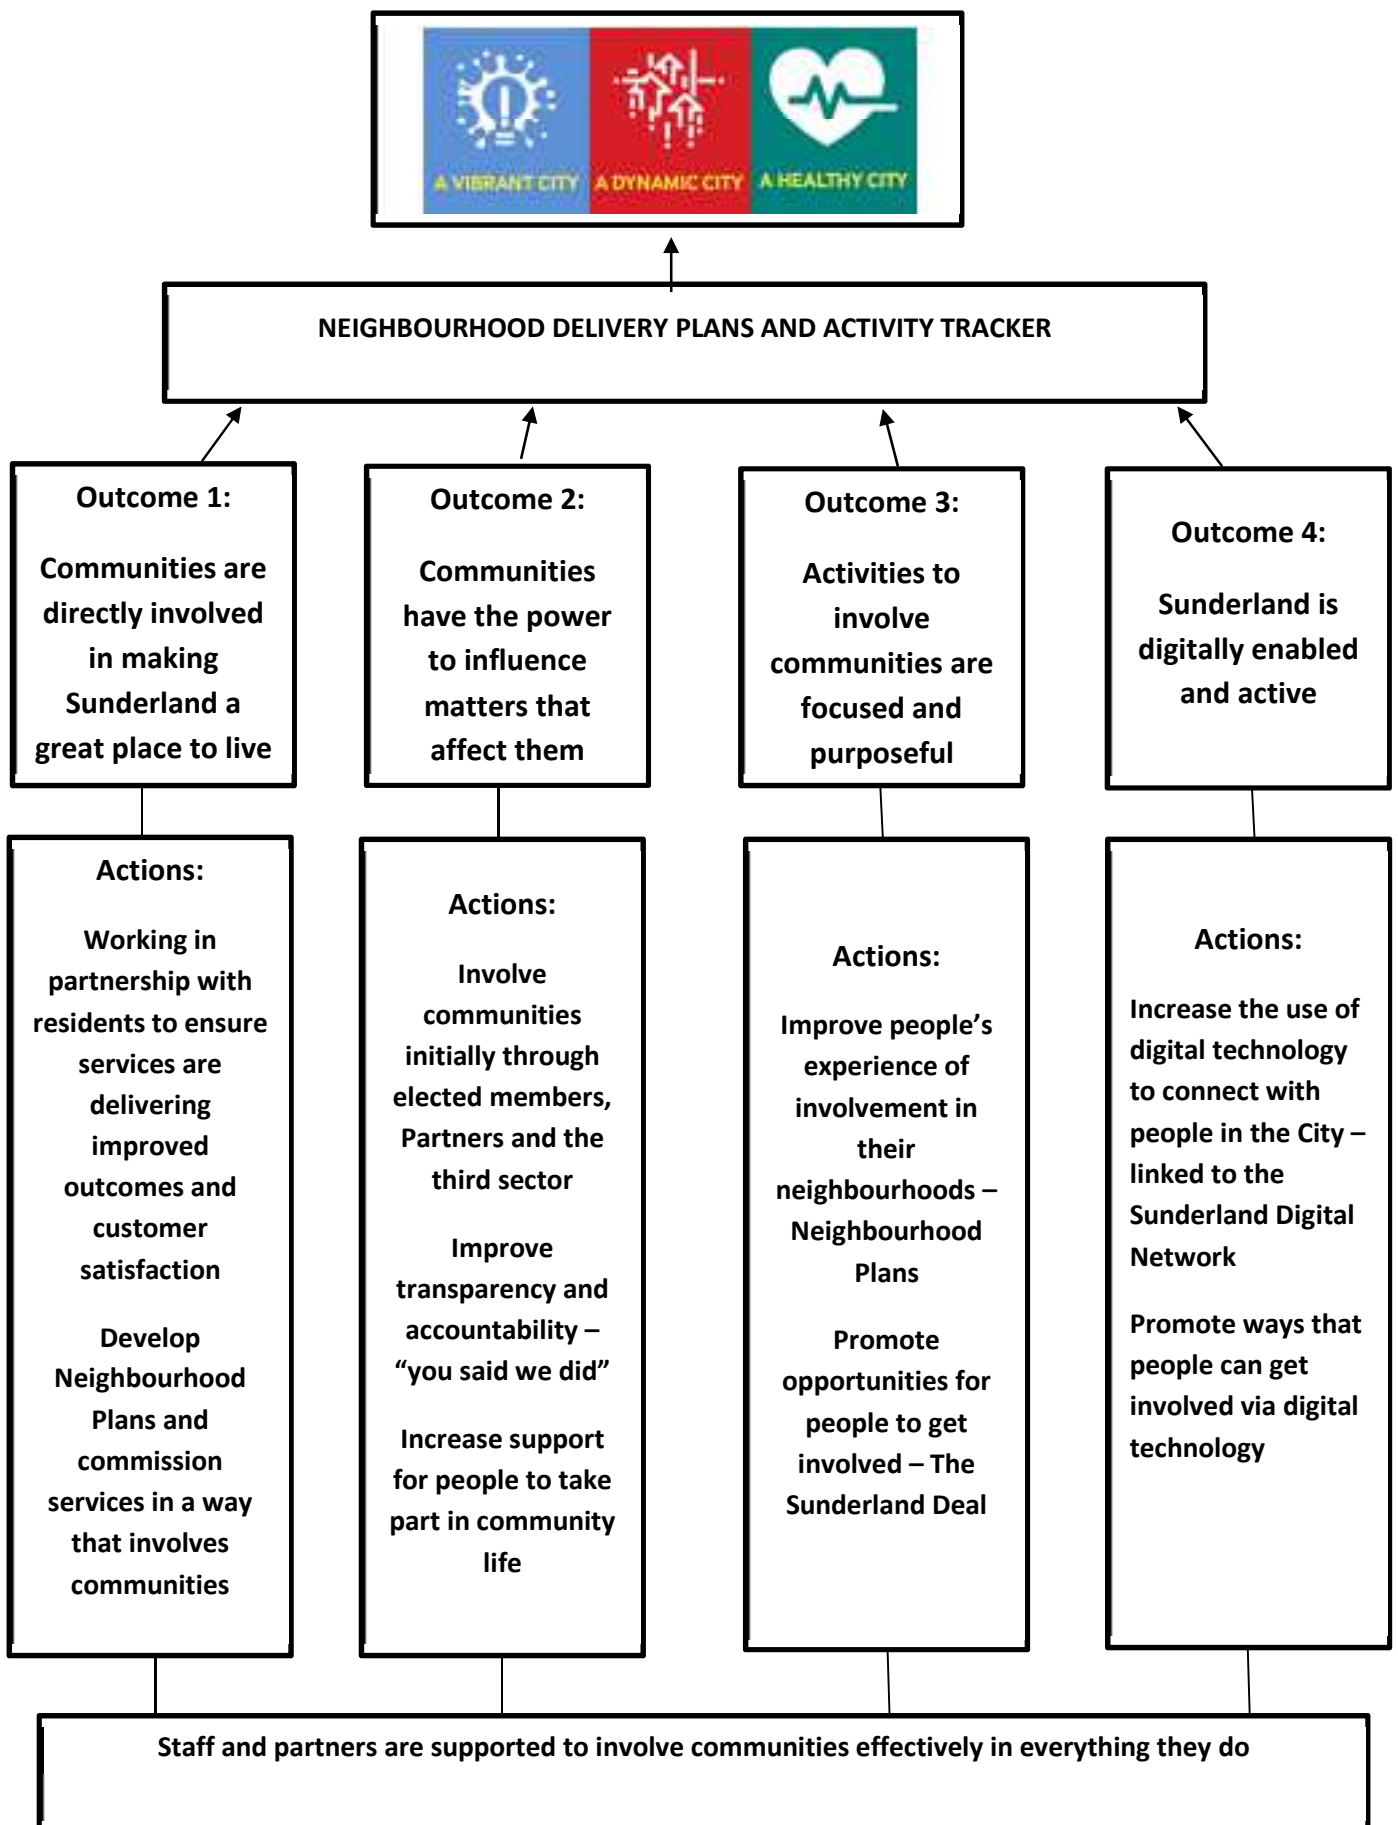 A VIBRANT CITY
A DYNAMIC CITY
A HEALTHY CITY
NEIGHBOURHOOD DELIVERY PLANS AND ACTIVITY TRACKER
Outcome 1:
Communities are
directly involved
in making
Sunderland a
great place to live
Outcome 2:
Communities
have the power
to influence
matters that
affect them
Outcome 3:
Activities to
involve
communities are
focused and
purposeful
Outcome 4:
Sunderland is
digitally enabled
and active
Actions:
Working in
partnership with
residents to ensure
services are
delivering
improved
outcomes and
customer
satisfaction
Develop
Neighbourhood
Plans and
commission
services in a way
that involves
communities
Actions:
Involve
communities
initially through
elected members,
Partners and the
third sector
Improve
transparency and
accountability –
“you said we did”
Increase support
for people to take
part in community
life
Actions:
Improve people’s
experience of
involvement in
their
neighbourhoods –
Neighbourhood
Plans
Promote
opportunities for
people to get
involved – The
Sunderland Deal
Actions:
Increase the use of
digital technology
to connect with
people in the City –
linked to the
Sunderland Digital
Network
Promote ways that
people can get
involved via digital
technology
Staff and partners are supported to involve communities effectively in everything they do